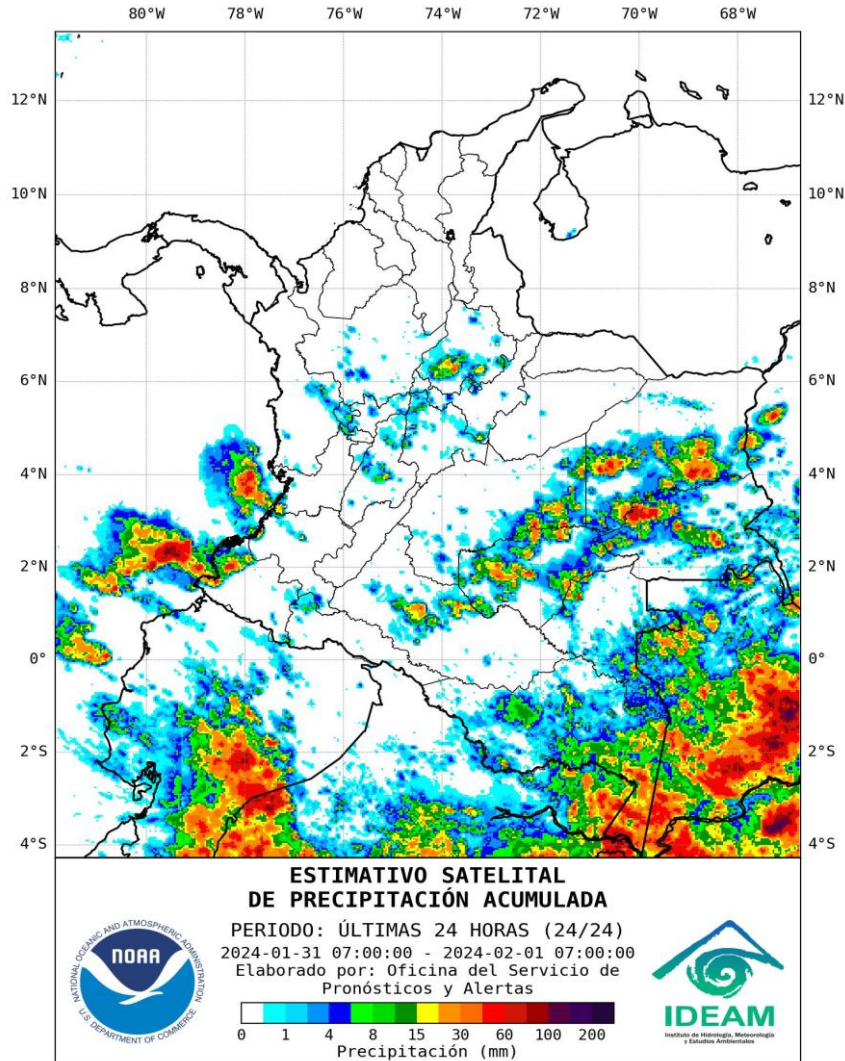 80°W 78°W 76°W 74°W 72°W 70°W 68°W
12°N 12°N
10°N 10°N
8°N 8°N
6°N 6°N
4°N 4°N
2°N 2°N
0° 0°
2°S 2°S
4°S 4°S
ESTIMATIVO SATELITAL
DE PRECIPITACIÓN ACUMULADA
PERIODO: ÚLTIMAS 24 HORAS (24/24)
2024-01-31 07:00:00 - 2024-02-01 07:00:00
Elaborado por: Oficina del Servicio de
Pronósticos y Alertas
0 1 4 8 15 30 60 100 200
Precipitación (mm)
NATIONAL OCEANIC AND ATMOSPHERIC ADMINISTRATION
NOAA
U.S. DEPARTMENT OF COMMERCE
IDEAM
Instituto de Hidrología, Meteorología
y Estudios Ambientales